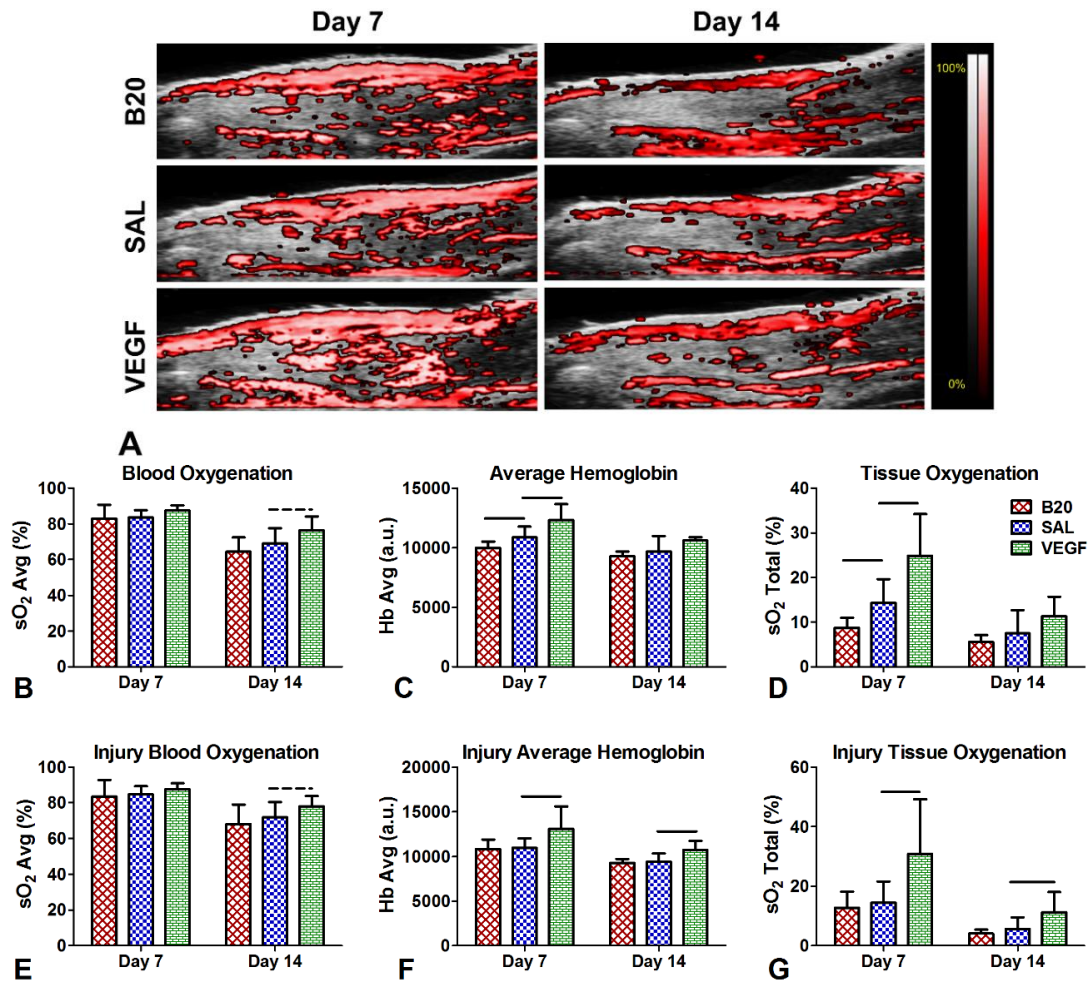 Day 7
Day 14
B20
100%
SAL
VEGF
0%
A
Blood Oxygenation
sO₂ Avg (%)
100
80
60
40
20
0
Day 7
Day 14
B
Average Hemoglobin
Hb Avg (a.u.)
15000
10000
5000
0
Day 7
Day 14
C
Tissue Oxygenation
sO₂ Total (%)
40
30
20
10
0
B20
SAL
VEGF
Day 7
Day 14
D
Injury Blood Oxygenation
sO₂ Avg (%)
100
80
60
40
20
0
Day 7
Day 14
E
Injury Average Hemoglobin
Hb Avg (a.u.)
20000
15000
10000
5000
0
Day 7
Day 14
F
Injury Tissue Oxygenation
sO₂ Total (%)
60
40
20
0
Day 7
Day 14
G